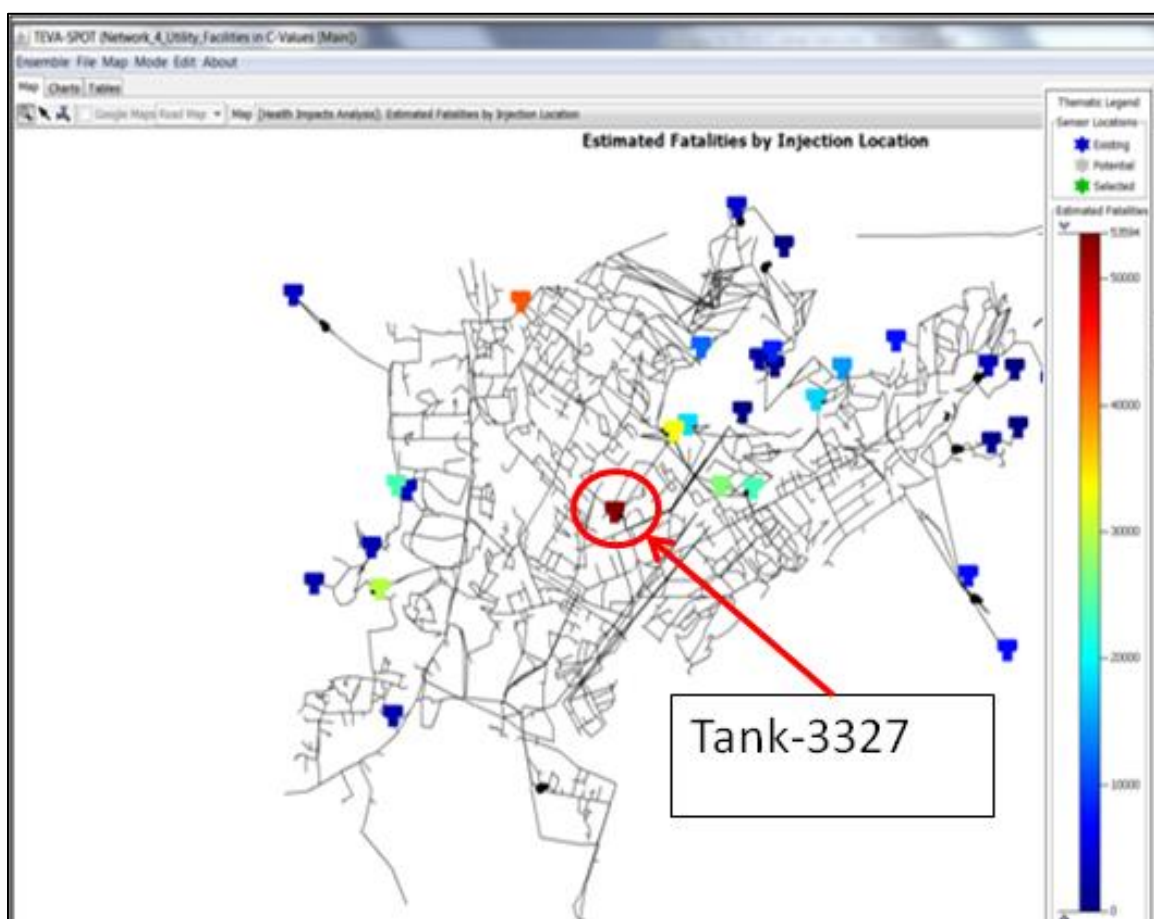 TEVA-SPOT (Network_4_Utility_Facilities in C-Values [Main])
Ensemble File Map Mode Edit About
Map Charts Tables
Google Maps Road Map Map [Health Impacts Analysis]: Estimated Fatalities by Injection Location
Estimated Fatalities by Injection Location
Thematic Legend
Sensor Locations
Existing
Potential
Selected
Estimated Fatalities
53594
50000
40000
30000
20000
10000
0
Tank-3327